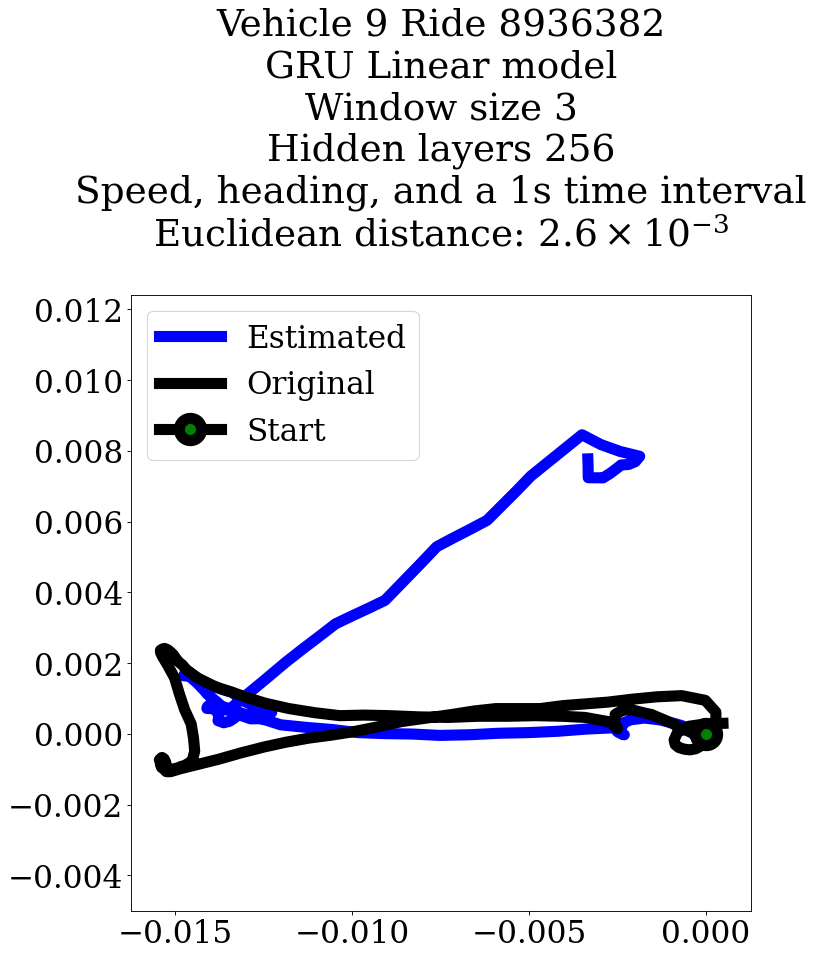 Vehicle 9 Ride 8936382
GRU Linear model
Window size 3
Hidden layers 256
Speed, heading, and a 1s time interval
Euclidean distance: 2.6 × 10⁻³
Estimated
Original
Start
0.012
0.010
0.008
0.006
0.004
0.002
0.000
−0.002
−0.004
−0.015 −0.010 −0.005 0.000